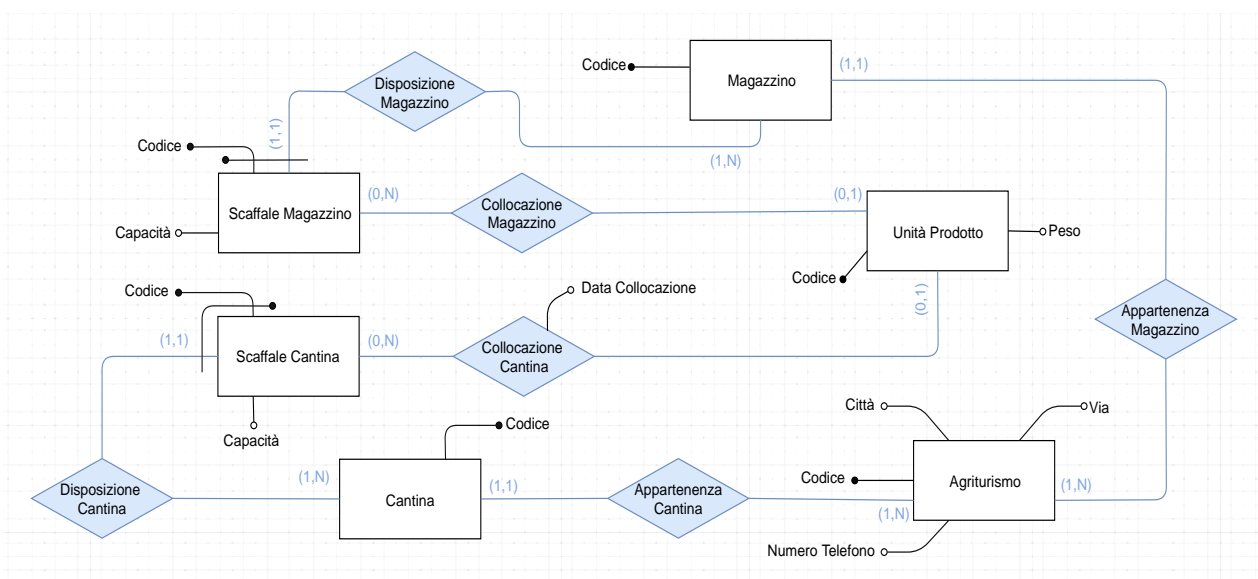 Codice
Magazzino
(1,1)
Disposizione
Magazzino
(1,1)
(1,N)
Codice
Scaffale Magazzino
(0,N)
Collocazione
Magazzino
(0,1)
Unità Prodotto
Peso
Capacità
Codice
(0,1)
Codice
Data Collocazione
Appartenenza
Magazzino
(1,1)
Scaffale Cantina
(0,N)
Collocazione
Cantina
Capacità
Città
Via
Codice
Disposizione
Cantina
(1,N)
Cantina
(1,1)
Appartenenza
Cantina
Codice
Agriturismo
(1,N)
(1,N)
Numero Telefono